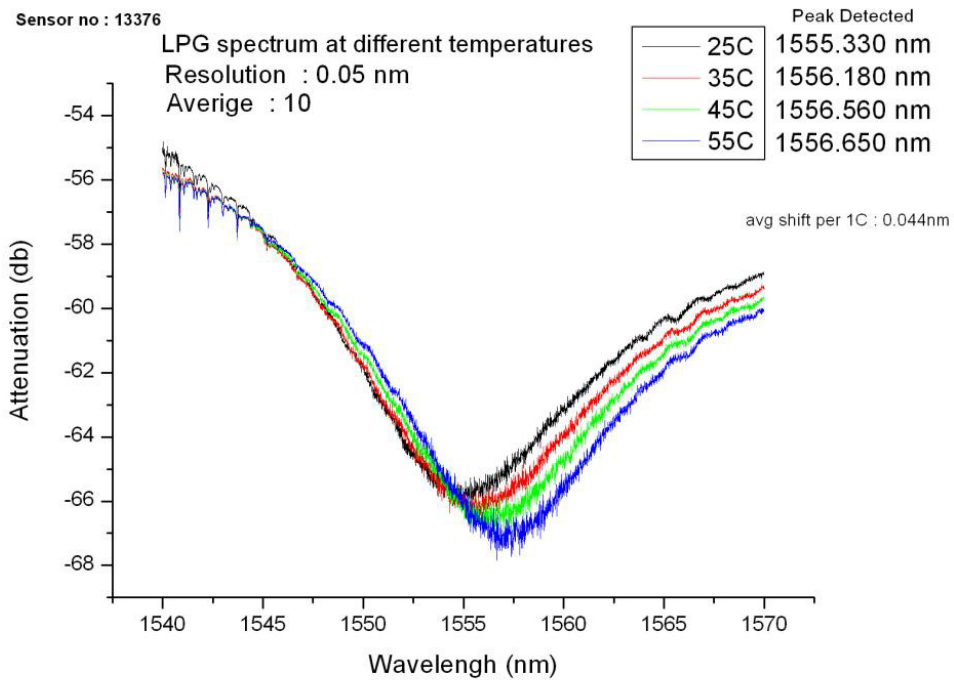 Sensor no : 13376
Peak Detected
LPG spectrum at different temperatures
Resolution : 0.05 nm
Averige : 10
25C 1555.330 nm
35C 1556.180 nm
45C 1556.560 nm
55C 1556.650 nm
avg shift per 1C : 0.044nm
Attenuation (db)
-54
-56
-58
-60
-62
-64
-66
-68
1540 1545 1550 1555 1560 1565 1570
Wavelengh (nm)